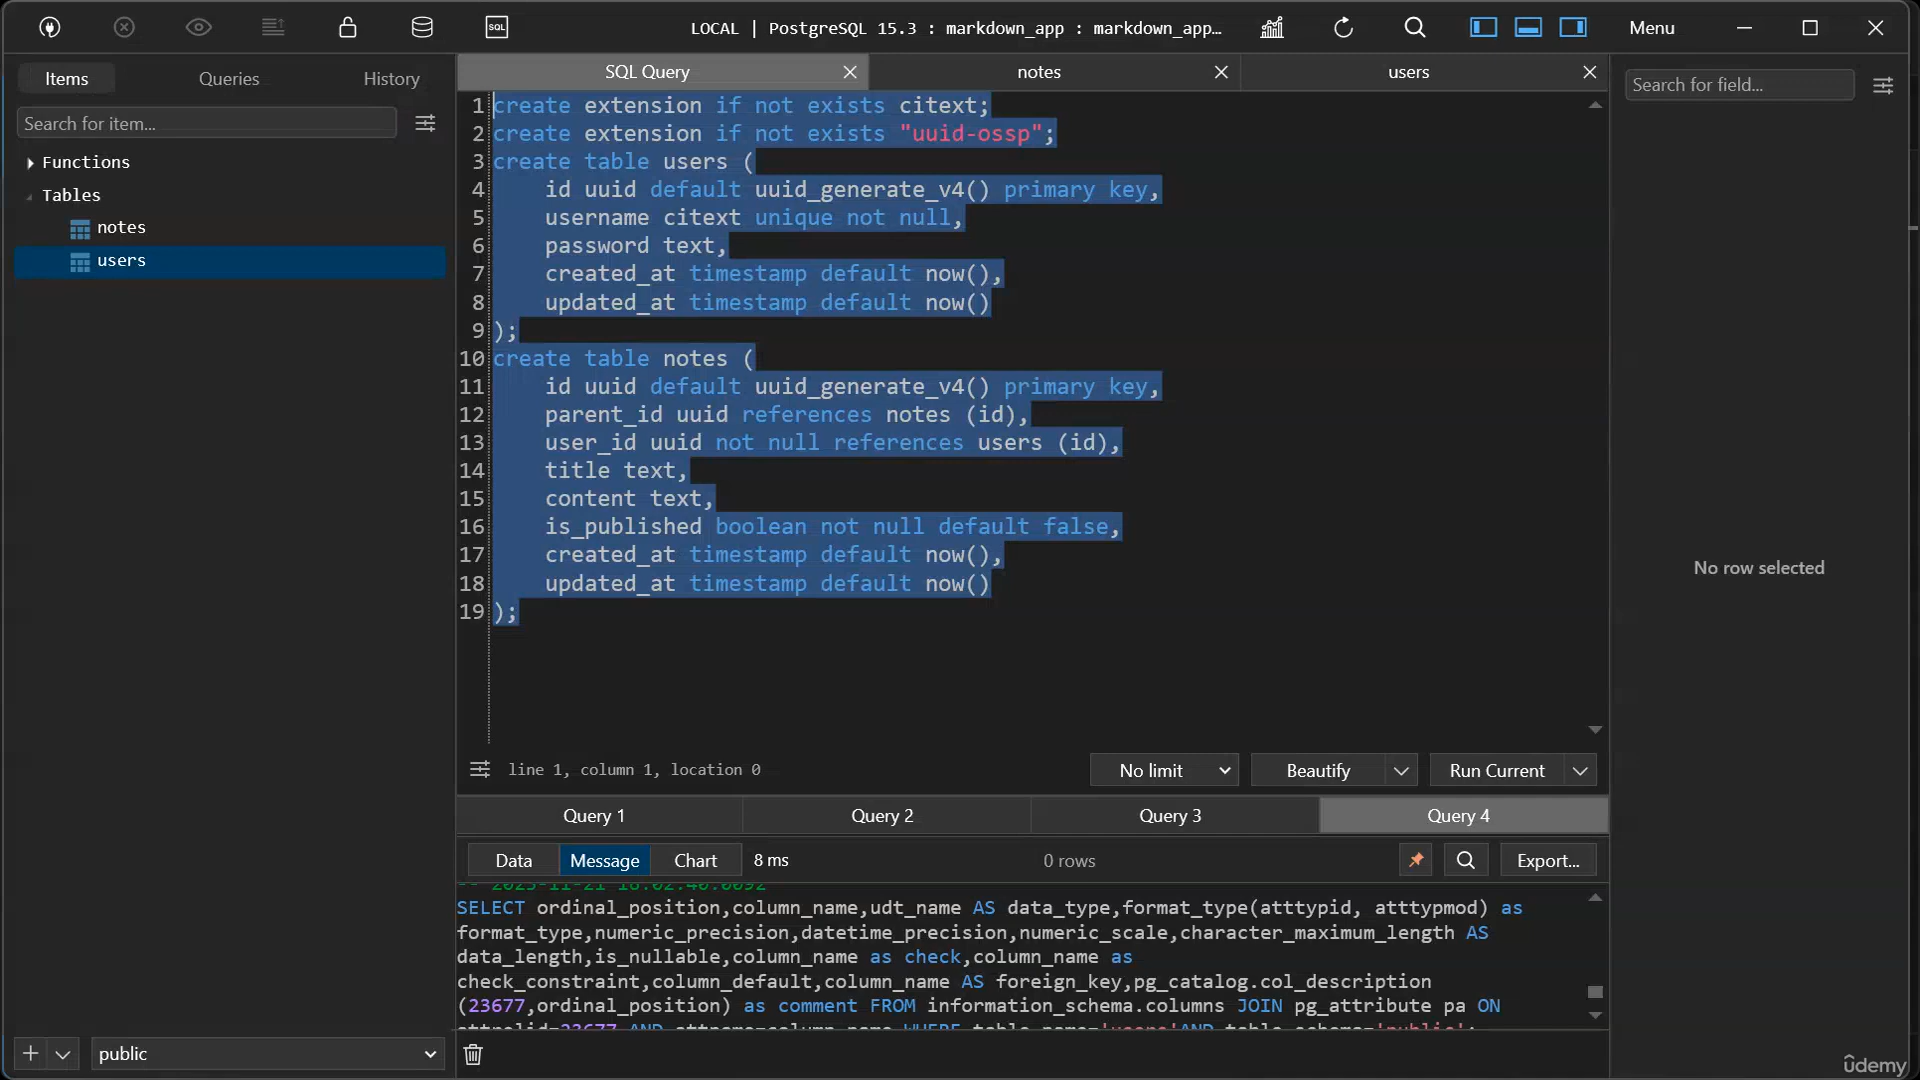 SQL
LOCAL | PostgreSQL 15.3 : markdown_app : markdown_app...
Menu
Items
Queries
History
SQL Query
notes
users
Search for field...
Search for item...
Functions
Tables
notes
users
1 create extension if not exists citext;
2 create extension if not exists "uuid-ossp";
3 create table users (
4 id uuid default uuid_generate_v4() primary key,
5 username citext unique not null,
6 password text,
7 created_at timestamp default now(),
8 updated_at timestamp default now()
9 );
10 create table notes (
11 id uuid default uuid_generate_v4() primary key,
12 parent_id uuid references notes (id),
13 user_id uuid not null references users (id),
14 title text,
15 content text,
16 is_published boolean not null default false,
17 created_at timestamp default now(),
18 updated_at timestamp default now()
19 );
No row selected
line 1, column 1, location 0
No limit
Beautify
Run Current
Query 1
Query 2
Query 3
Query 4
Data
Message
Chart
8 ms
0 rows
Export...
SELECT ordinal_position,column_name,udt_name AS data_type,format_type(atttypid, atttypmod) as
format_type,numeric_precision,datetime_precision,numeric_scale,character_maximum_length AS
data_length,is_nullable,column_name as check,column_name as
check_constraint,column_default,column_name AS foreign_key,pg_catalog.col_description
(23677,ordinal_position) as comment FROM information_schema.columns JOIN pg_attribute pa ON
public
udemy